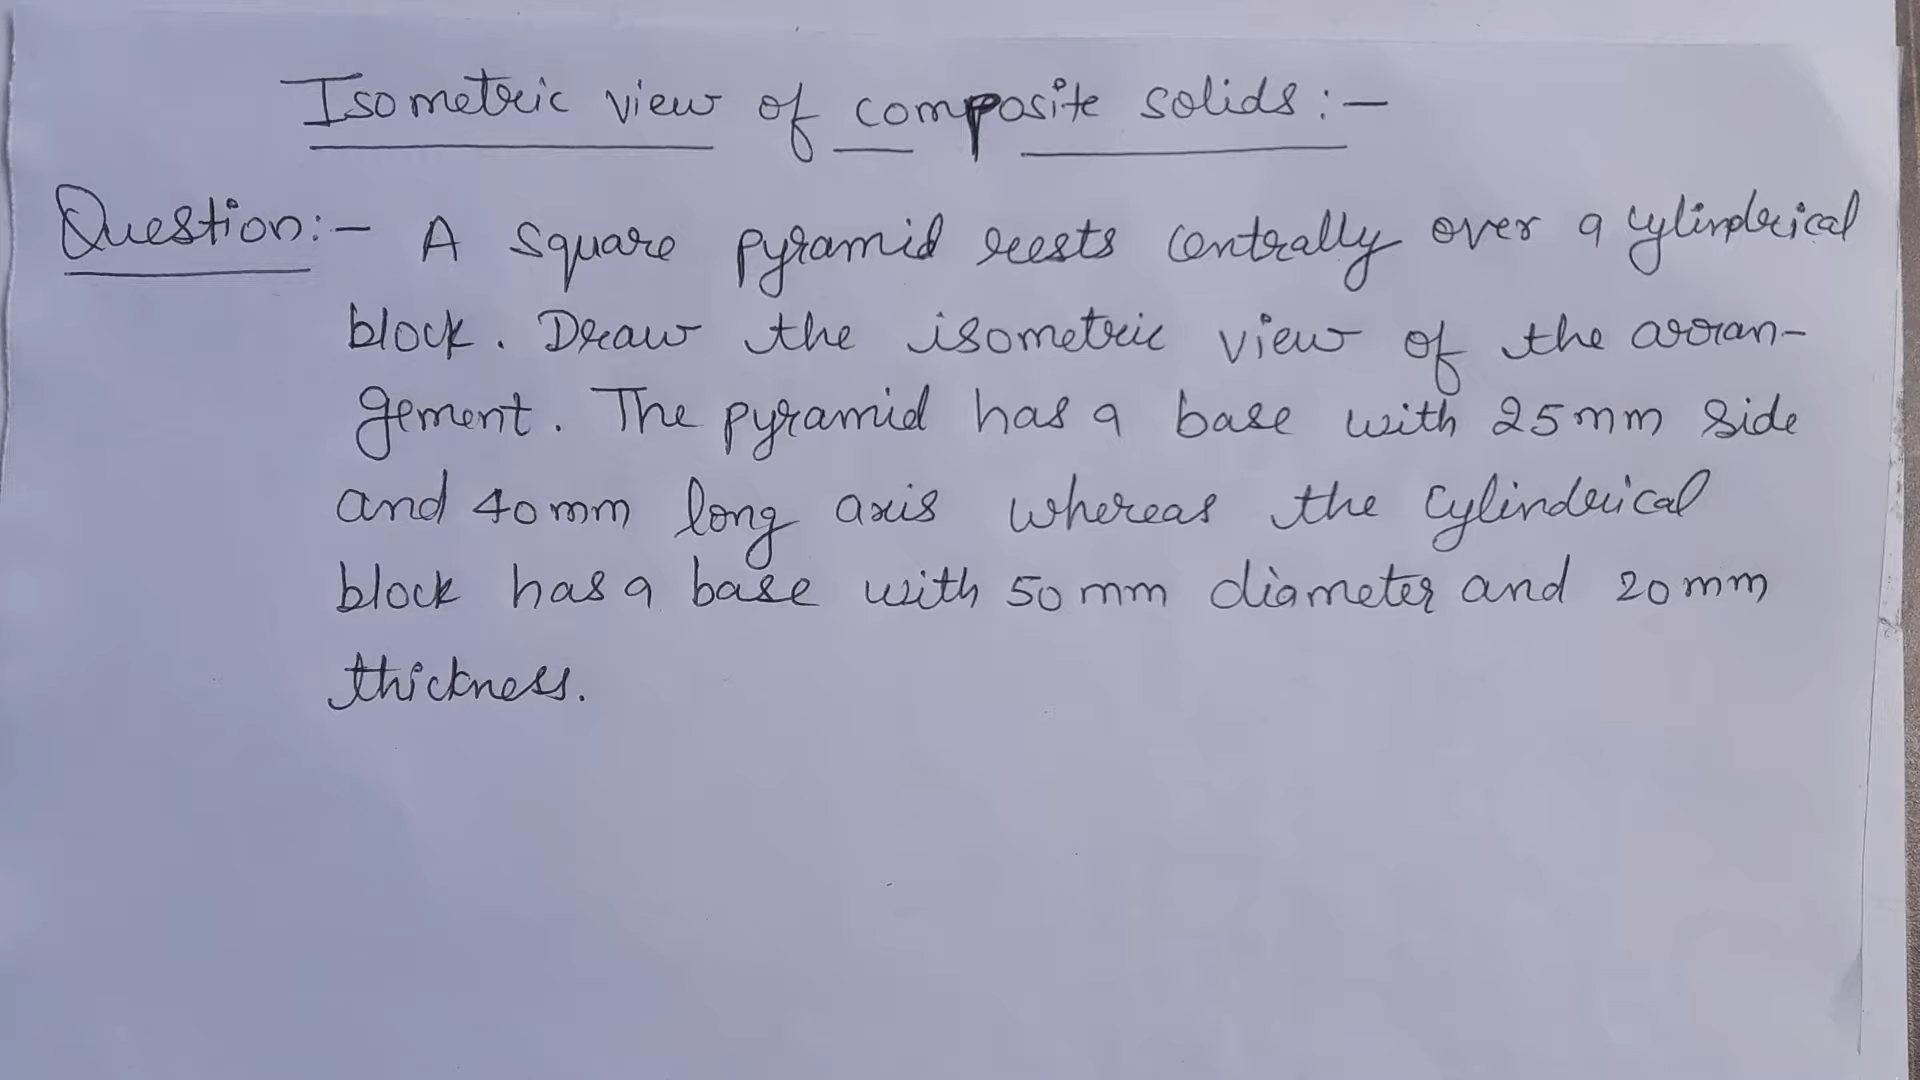 Isometric view of composite solids:-
Question:- A square pyramid rests centrally over a cylindrical
block. Draw the isometric view of the arran-
gement. The pyramid has a base with 25mm side
and 40mm long axis whereas the cylinderical
block has a base with 50mm diameter and 20mm
thickness.